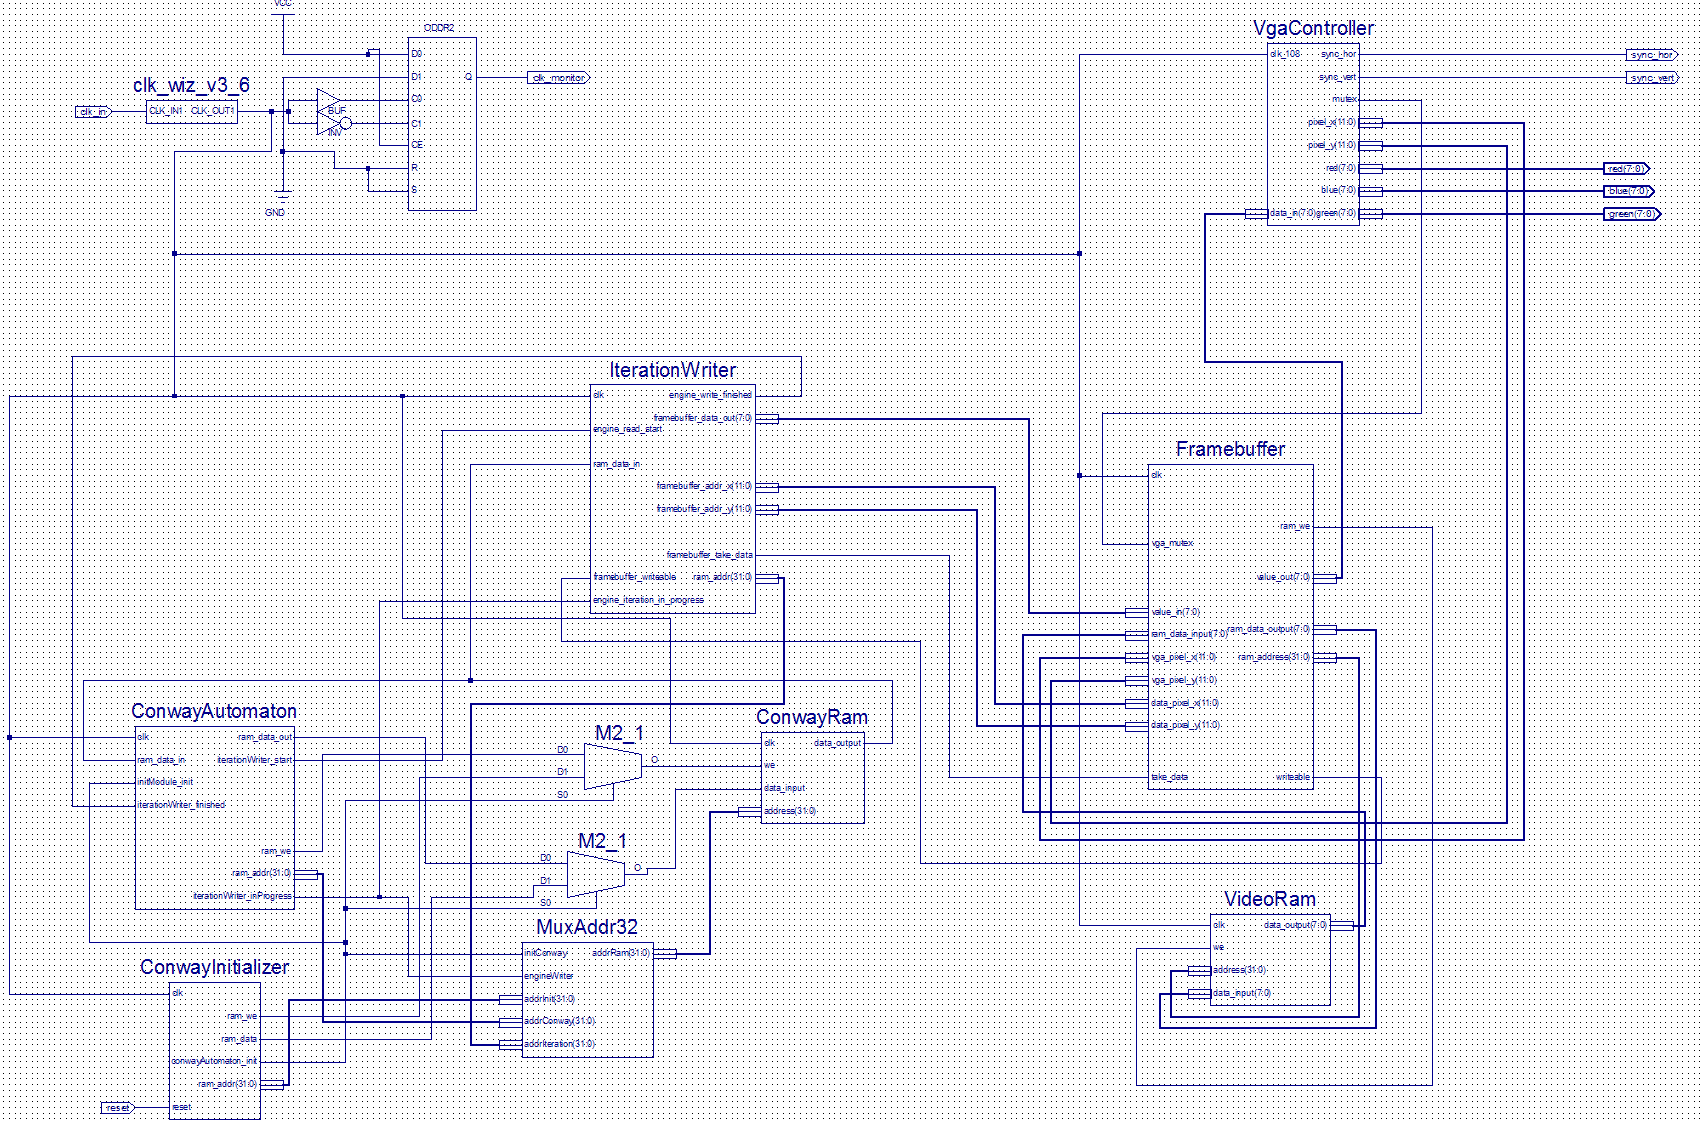 VCC
ODDR2
D0
D1
Q
C0
C1
CE
R
S
clk_monitor
clk_wiz_v3_6
clk_in
CLK_IN1 CLK_OUT1
BUF
INV
GND
VgaController
clk_108 sync_hor
sync_vert
mutex
pixel_x(11:0)
pixel_y(11:0)
red(7:0)
blue(7:0)
data_in(7:0) green(7:0)
sync_hor
sync_vert
red(7:0)
blue(7:0)
green(7:0)
IterationWriter
clk engine_write_finished
framebuffer_data_out(7:0)
engine_read_start
ram_data_in
framebuffer_addr_x(11:0)
framebuffer_addr_y(11:0)
framebuffer_take_data
framebuffer_writeable ram_addr(31:0)
engine_iteration_in_progress
Framebuffer
clk
ram_we
vga_mutex
value_out(7:0)
value_in(7:0)
ram_data_input(7:0) ram_data_output(7:0)
vga_pixel_x(11:0) ram_address(31:0)
vga_pixel_y(11:0)
data_pixel_x(11:0)
data_pixel_y(11:0)
take_data writeable
ConwayAutomaton
clk ram_data_out
ram_data_in iterationWriter_start
initModule_init
iterationWriter_finished
ram_we
ram_addr(31:0)
iterationWriter_inProgress
M2_1
D0
D1
S0
O
ConwayRam
clk data_output
we
data_input
address(31:0)
M2_1
D0
D1
S0
O
MuxAddr32
initConway addrRam(31:0)
engineWriter
addrInit(31:0)
addrConway(31:0)
addrIteration(31:0)
VideoRam
clk data_output(7:0)
we
address(31:0)
data_input(7:0)
ConwayInitializer
clk
ram_we
ram_data
conwayAutomaton_init
ram_addr(31:0)
reset
reset